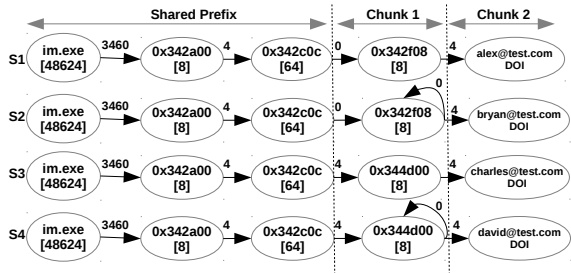 Shared Prefix Chunk 1 Chunk 2
S1 im.exe [48624] 3460 0x342a00 [8] 4 0x342c0c [64] 0 0x342f08 [8] 4 alex@test.com DOI
S2 im.exe [48624] 3460 0x342a00 [8] 4 0x342c0c [64] 0 0x342f08 [8] 0 4 bryan@test.com DOI
S3 im.exe [48624] 3460 0x342a00 [8] 4 0x342c0c [64] 4 0x344d00 [8] 4 charles@test.com DOI
S4 im.exe [48624] 3460 0x342a00 [8] 4 0x342c0c [64] 4 0x344d00 [8] 0 4 david@test.com DOI